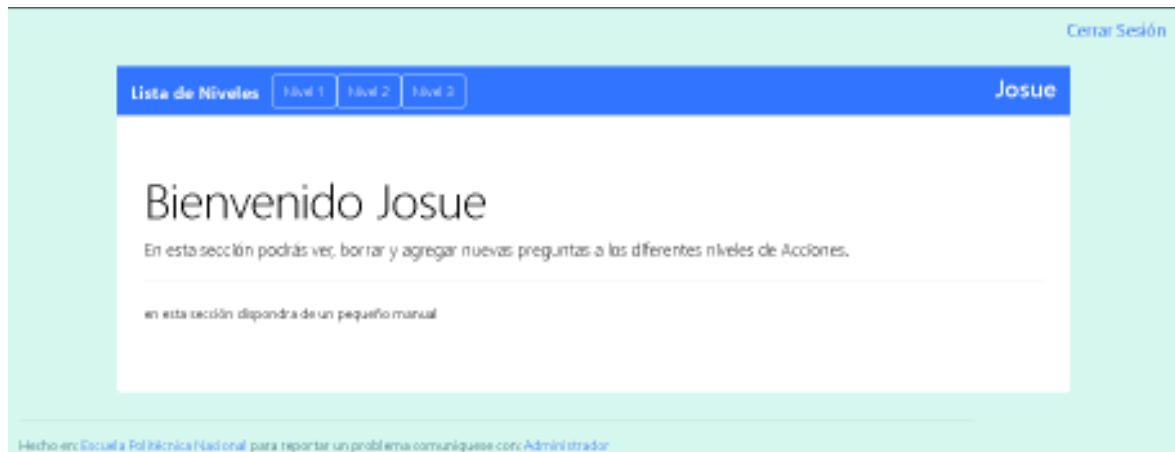 Cerrar Sesión
Lista de Niveles Nivel 1 Nivel 2 Nivel 3 Josue
Bienvenido Josue
En esta sección podrás ver, borrar y agregar nuevas preguntas a los diferentes niveles de Acciones.
en esta sección dispondra de un pequeño manual
Hecho en: Escuela Politécnica Nacional para reportar un problema comuniquese con: Administrador